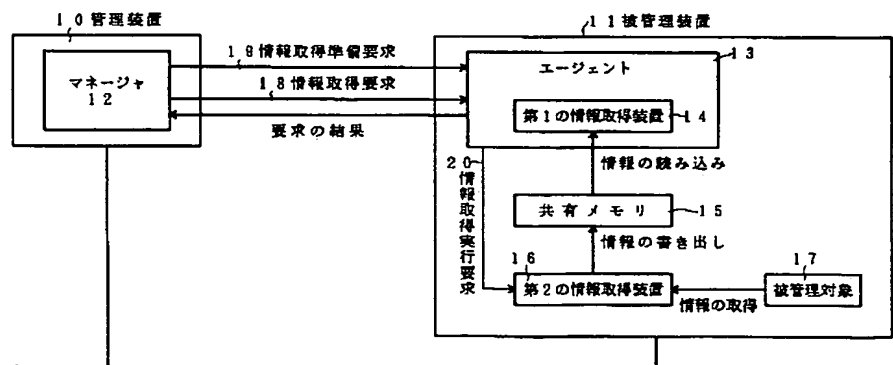 10管理装置
マネージャ
12
19情報取得準備要求
18情報取得要求
要求の結果
11被管理装置
13
エージェント
第1の情報取得装置
14
情報の読み込み
20情報取得実行要求
共有メモリ
15
情報の書き出し
16
第2の情報取得装置
情報の取得
17
被管理対象